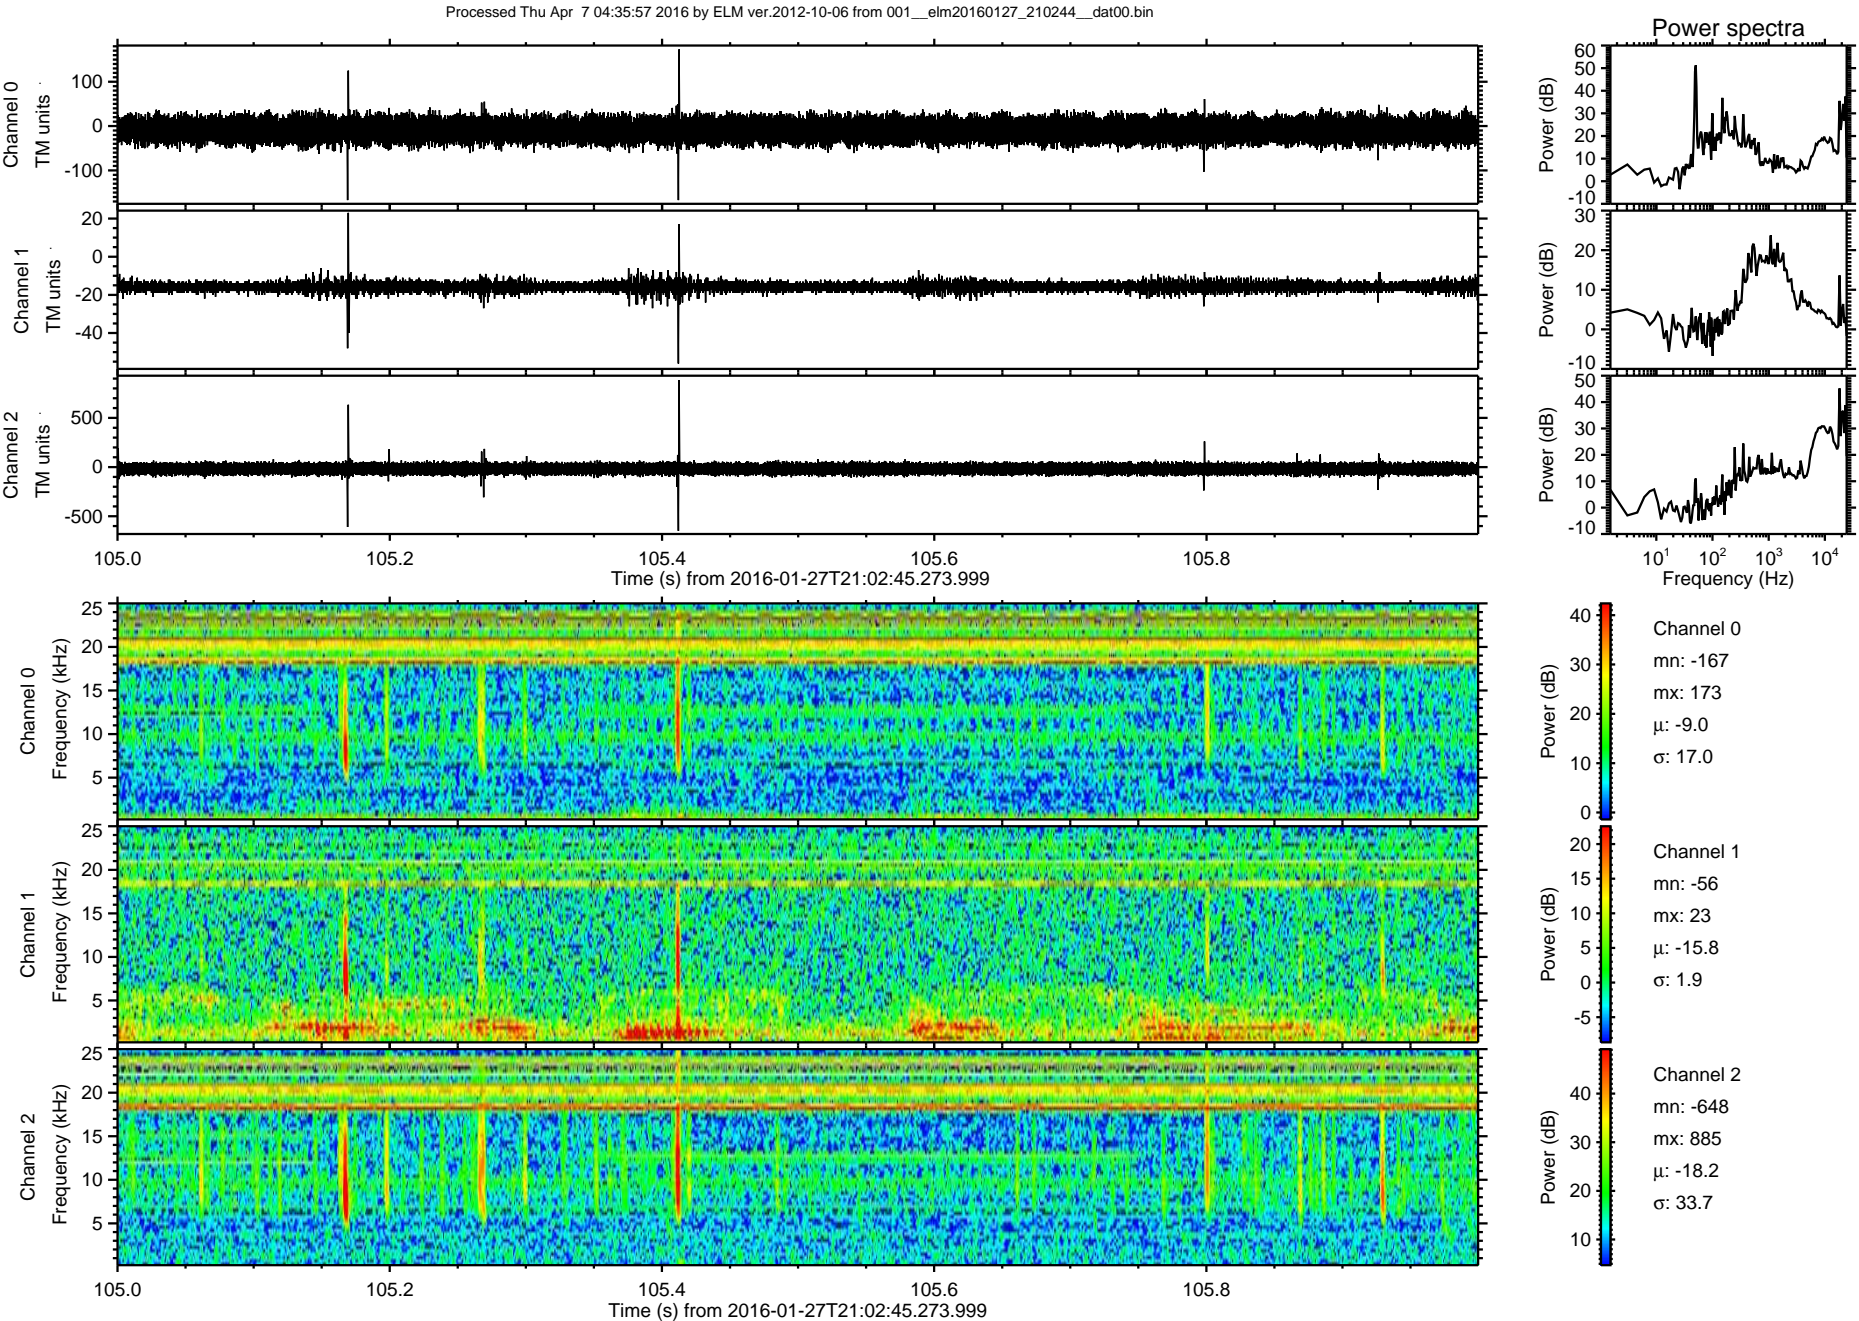 Processed Thu Apr  7 04:35:57 2016 by ELM ver.2012-10-06 from 001__elm20160127_210244__dat00.bin
Power spectra
Channel 0
TM units
100
0
-100
Power (dB)
60
50
40
30
20
10
0
-10
Channel 1
TM units
20
0
-20
-40
Power (dB)
30
20
10
0
-10
Channel 2
TM units
500
0
-500
Power (dB)
50
40
30
20
10
0
-10
105.0 105.2 105.4 105.6 105.8
Time (s) from 2016-01-27T21:02:45.273.999
10^1 10^2 10^3 10^4
Frequency (Hz)
Channel 0
Frequency (kHz)
25
20
15
10
5
Power (dB)
40
30
20
10
0
Channel 0
mn: -167
mx: 173
μ: -9.0
σ: 17.0
Channel 1
Frequency (kHz)
25
20
15
10
5
Power (dB)
20
15
10
5
0
-5
Channel 1
mn: -56
mx: 23
μ: -15.8
σ: 1.9
Channel 2
Frequency (kHz)
25
20
15
10
5
Power (dB)
40
30
20
10
Channel 2
mn: -648
mx: 885
μ: -18.2
σ: 33.7
105.0 105.2 105.4 105.6 105.8
Time (s) from 2016-01-27T21:02:45.273.999